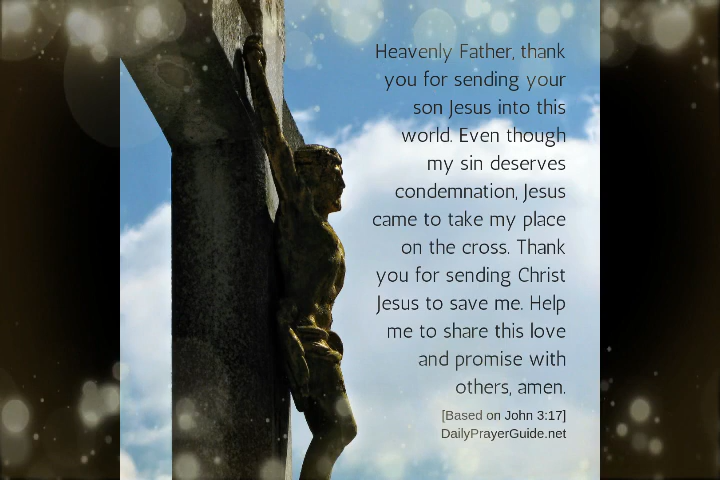 Heavenly Father, thank
you for sending your
son Jesus into this
world. Even though
my sin deserves
condemnation, Jesus
came to take my place
on the cross. Thank
you for sending Christ
Jesus to save me. Help
me to share this love
and promise with
others, amen.
[Based on John 3:17]
DailyPrayerGuide.net